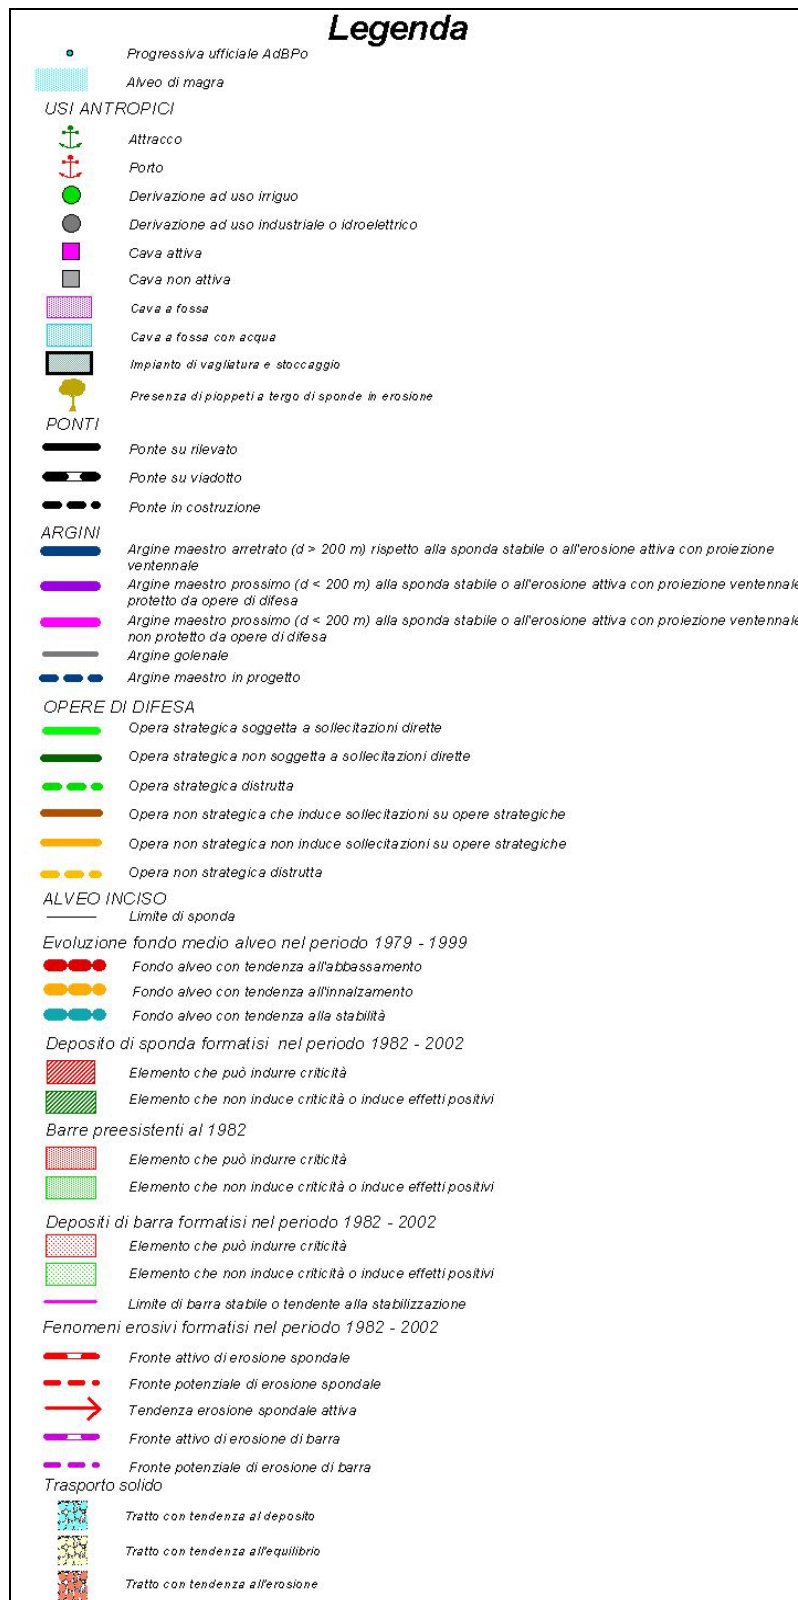 Legenda
Progressiva ufficiale AdBPo
Alveo di magra
USI ANTROPICI
Attracco
Porto
Derivazione ad uso irriguo
Derivazione ad uso industriale o idroelettrico
Cava attiva
Cava non attiva
Cava a fossa
Cava a fossa con acqua
Impianto di vagliatura e stoccaggio
Presenza di pioppeti a tergo di sponde in erosione
PONTI
Ponte su rilevato
Ponte su viadotto
Ponte in costruzione
ARGINI
Argine maestro arretrato (d > 200 m) rispetto alla sponda stabile o all'erosione attiva con proiezione
ventennale
Argine maestro prossimo (d < 200 m) alla sponda stabile o all'erosione attiva con proiezione ventennale
protetto da opere di difesa
Argine maestro prossimo (d < 200 m) alla sponda stabile o all'erosione attiva con proiezione ventennale
non protetto da opere di difesa
Argine golenale
Argine maestro in progetto
OPERE DI DIFESA
Opera strategica soggetta a sollecitazioni dirette
Opera strategica non soggetta a sollecitazioni dirette
Opera strategica distrutta
Opera non strategica che induce sollecitazioni su opere strategiche
Opera non strategica non induce sollecitazioni su opere strategiche
Opera non strategica distrutta
ALVEO INCISO
Limite di sponda
Evoluzione fondo medio alveo nel periodo 1979 - 1999
Fondo alveo con tendenza all'abbassamento
Fondo alveo con tendenza all'innalzamento
Fondo alveo con tendenza alla stabilità
Deposito di sponda formatisi nel periodo 1982 - 2002
Elemento che può indurre criticità
Elemento che non induce criticità o induce effetti positivi
Barre preesistenti al 1982
Elemento che può indurre criticità
Elemento che non induce criticità o induce effetti positivi
Depositi di barra formatisi nel periodo 1982 - 2002
Elemento che può indurre criticità
Elemento che non induce criticità o induce effetti positivi
Limite di barra stabile o tendente alla stabilizzazione
Fenomeni erosivi formatisi nel periodo 1982 - 2002
Fronte attivo di erosione spondale
Fronte potenziale di erosione spondale
Tendenza erosione spondale attiva
Fronte attivo di erosione di barra
Fronte potenziale di erosione di barra
Trasporto solido
Tratto con tendenza al deposito
Tratto con tendenza all'equilibrio
Tratto con tendenza all'erosione